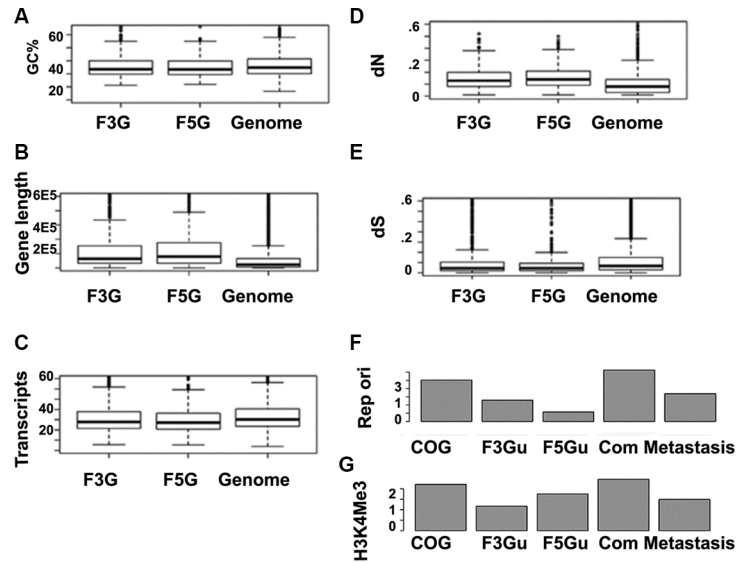 A
GC%
60
40
20
F3G F5G Genome
B
Gene length
6E5
4E5
2E5
F3G F5G Genome
C
Transcripts
60
40
20
F3G F5G Genome
D
dN
.6
.2
0
F3G F5G Genome
E
dS
.6
.2
0
F3G F5G Genome
F
Rep ori
3
1
0
COG F3Gu F5Gu Com Metastasis
G
H3K4Me3
2
1
0
COG F3Gu F5Gu Com Metastasis